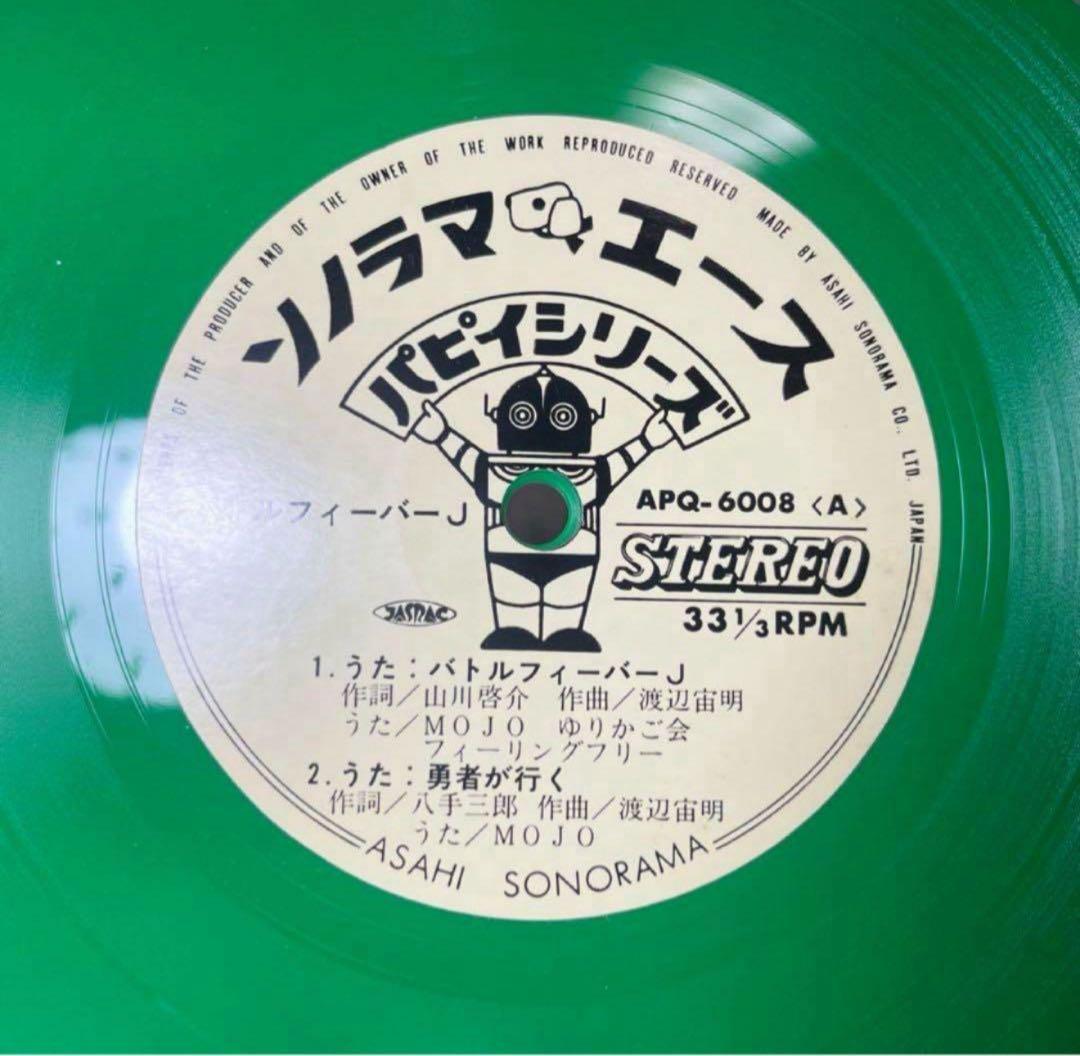 OF THE PRODUCER AND OF THE OWNER OF THE WORK REPRODUCED RESERVED MADE BY ASAHI SONORAMA CO., LTD. JAPAN
ソノラマエース
パピイシリーズ
ルフィーバーJ
APQ-6008 〈A〉
STEREO
33 1/3 RPM
JASRAC
1.うた:バトルフィーバーJ
作詞/山川啓介 作曲/渡辺宙明
うた/MOJO ゆりかご会
フィーリングフリー
2.うた:勇者が行く
作詞/八手三郎 作曲/渡辺宙明
うた/MOJO
ASAHI SONORAMA